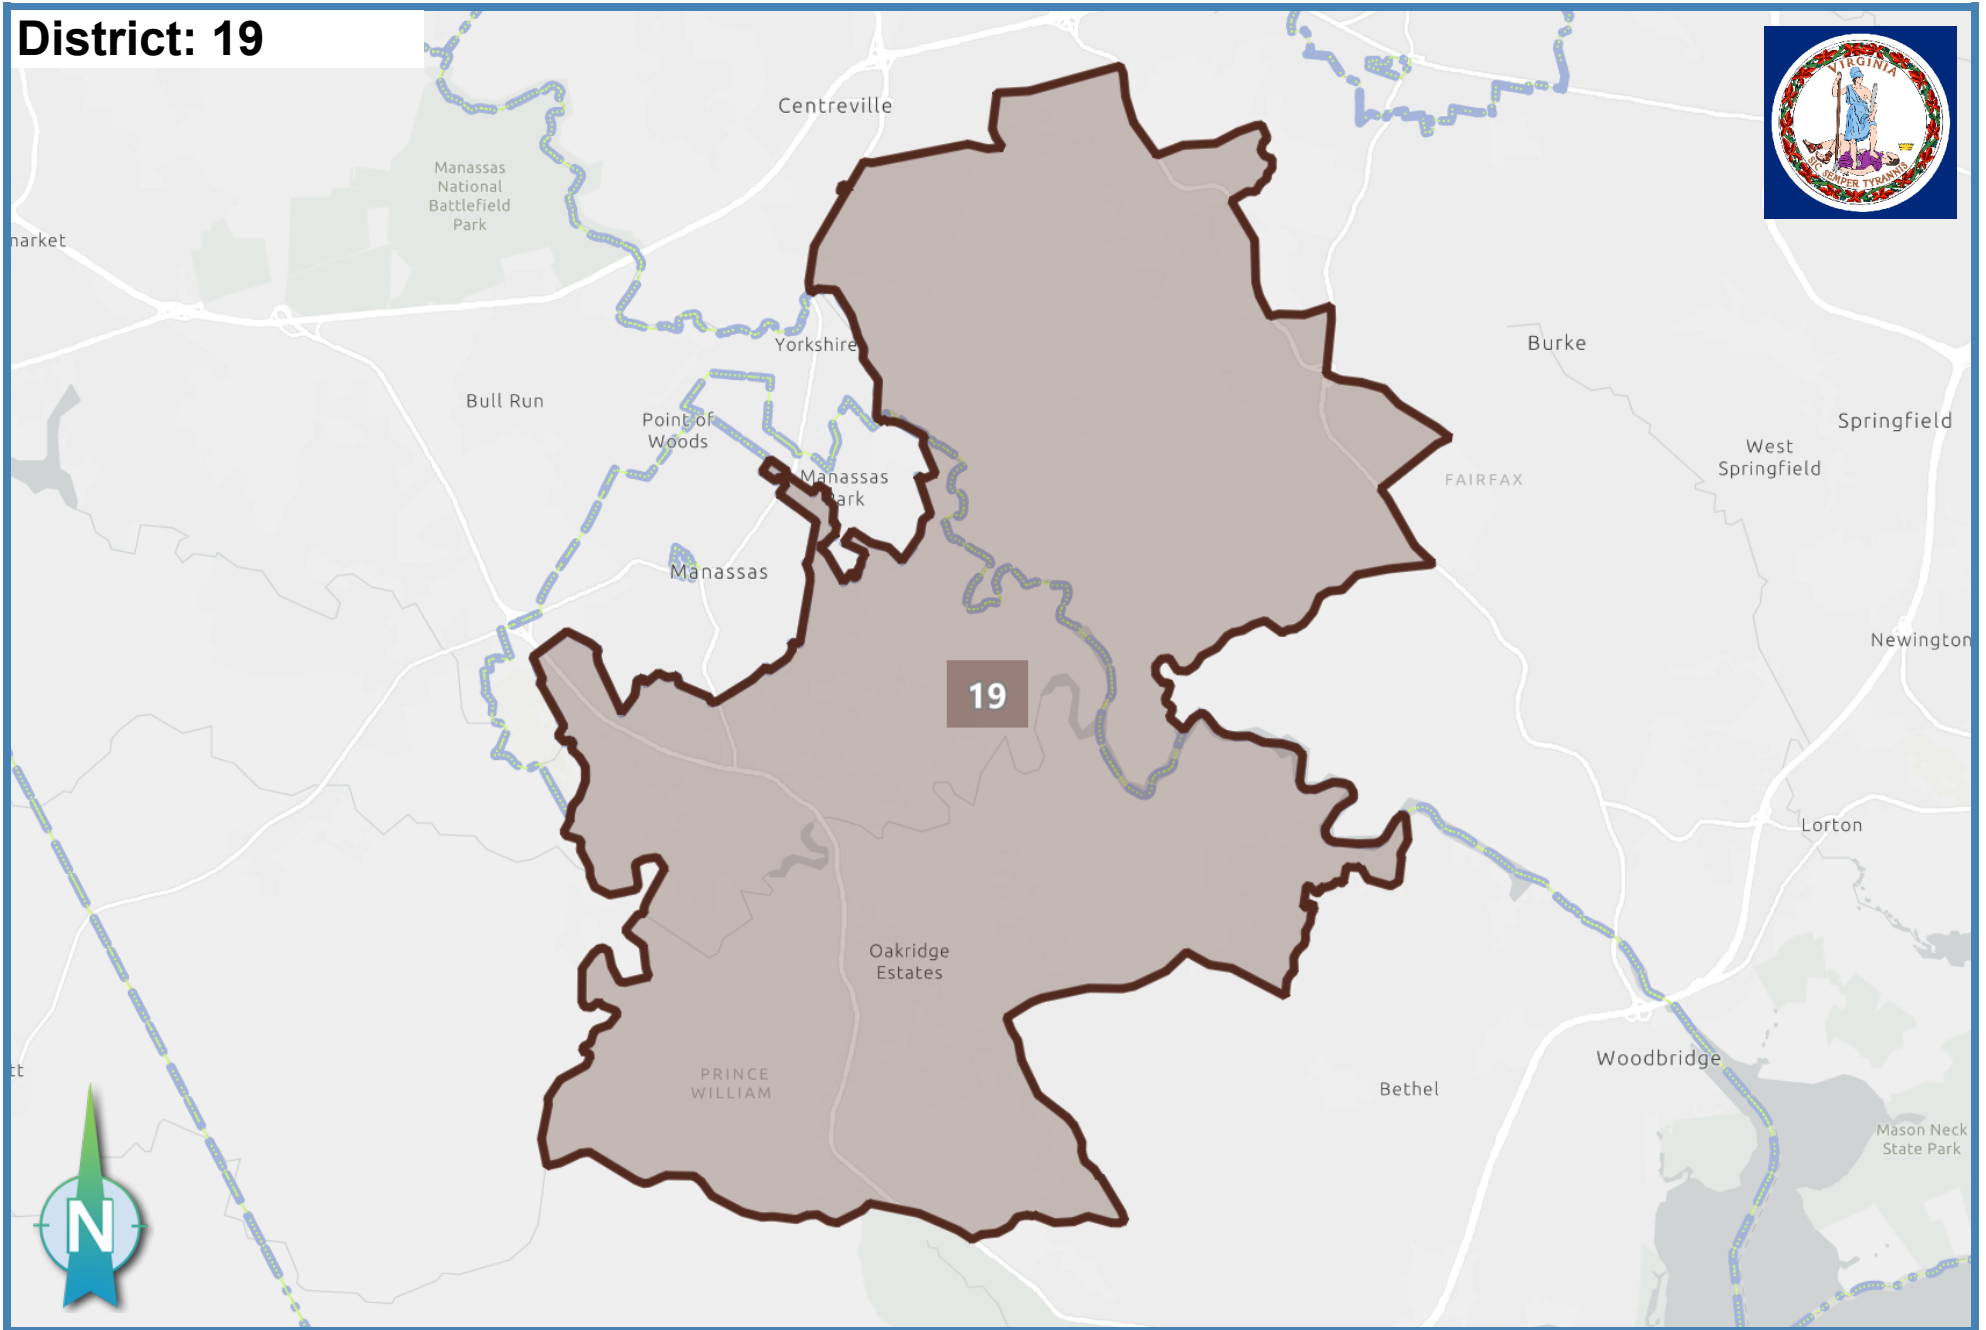 District: 19
VIRGINIA
SIC SEMPER TYRANNIS
Centreville
Manassas
National
Battlefield
Park
market
Yorkshire
Burke
Bull Run
Point of
Woods
Springfield
West
Springfield
Manassas
Park
FAIRFAX
Manassas
Newington
19
Lorton
Oakridge
Estates
Woodbridge
tt
PRINCE
WILLIAM
Bethel
Mason Neck
State Park
N